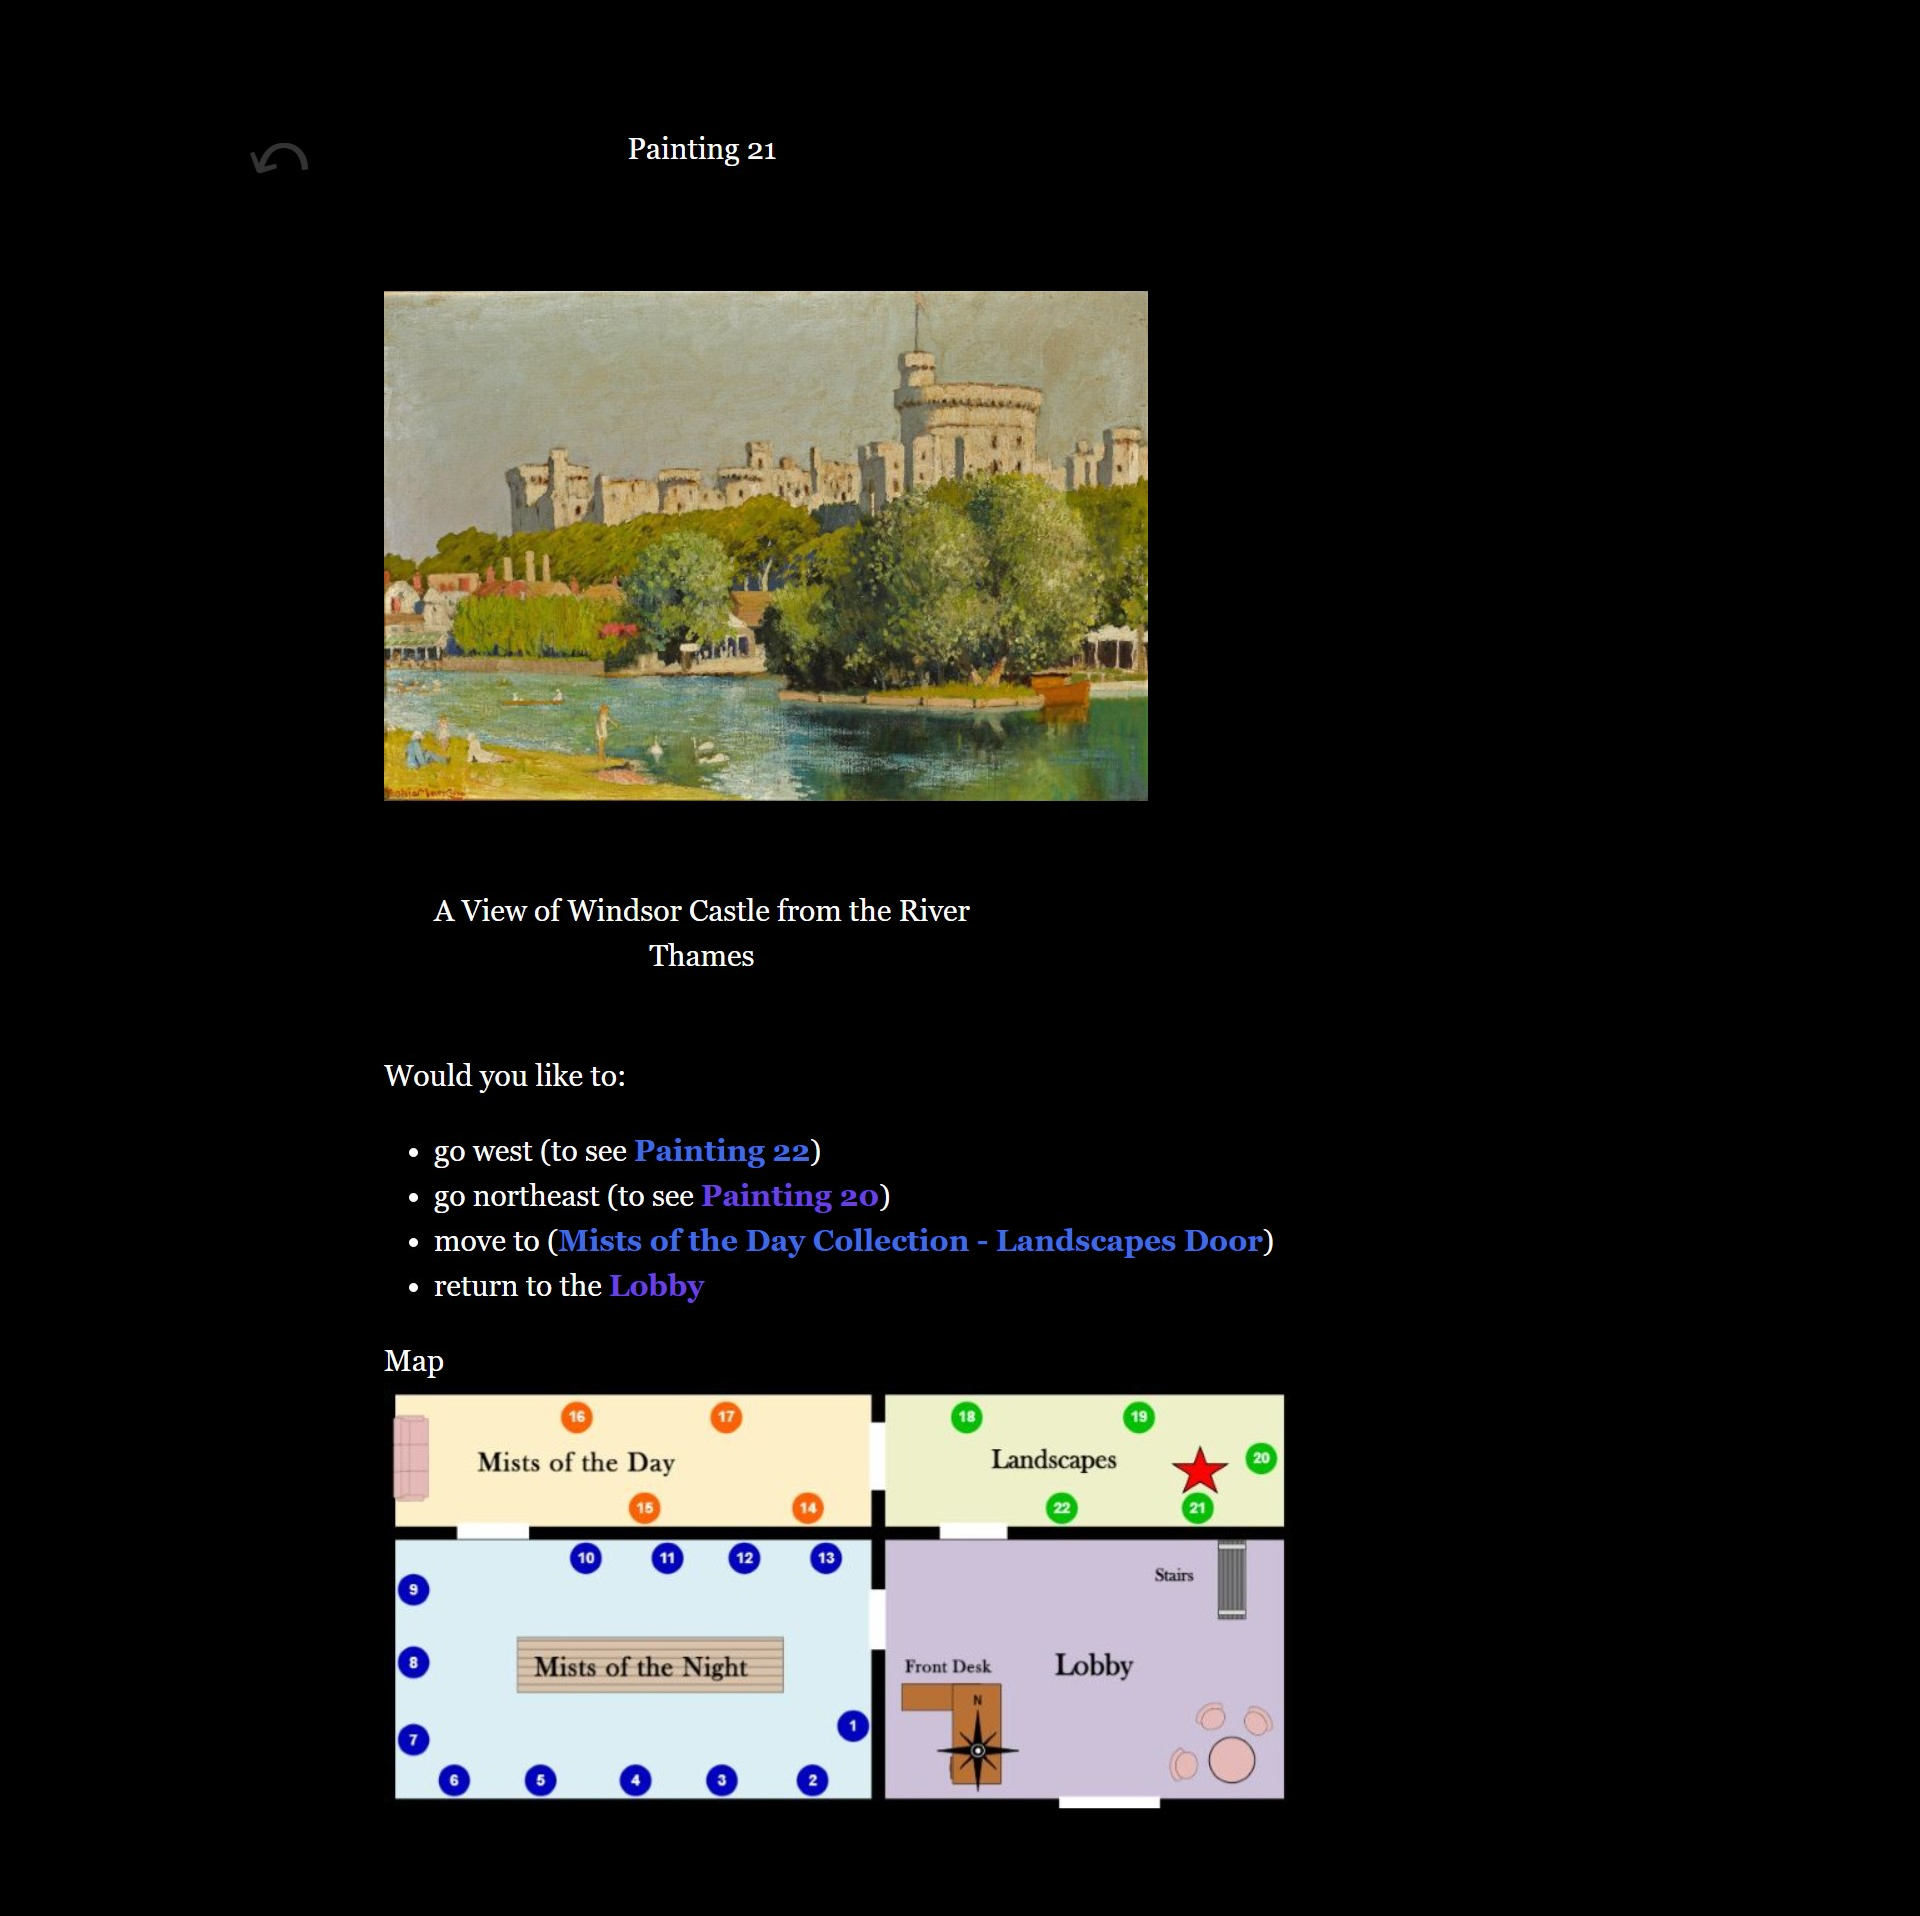 Painting 21
A View of Windsor Castle from the River
Thames
Would you like to:
• go west (to see Painting 22)
• go northeast (to see Painting 20)
• move to (Mists of the Day Collection - Landscapes Door)
• return to the Lobby
Map
16
17
Mists of the Day
15
14
18
19
Landscapes
20
22
21
10
11
12
13
9
8
Mists of the Night
7
1
6
5
4
3
2
Stairs
Front Desk
Lobby
N